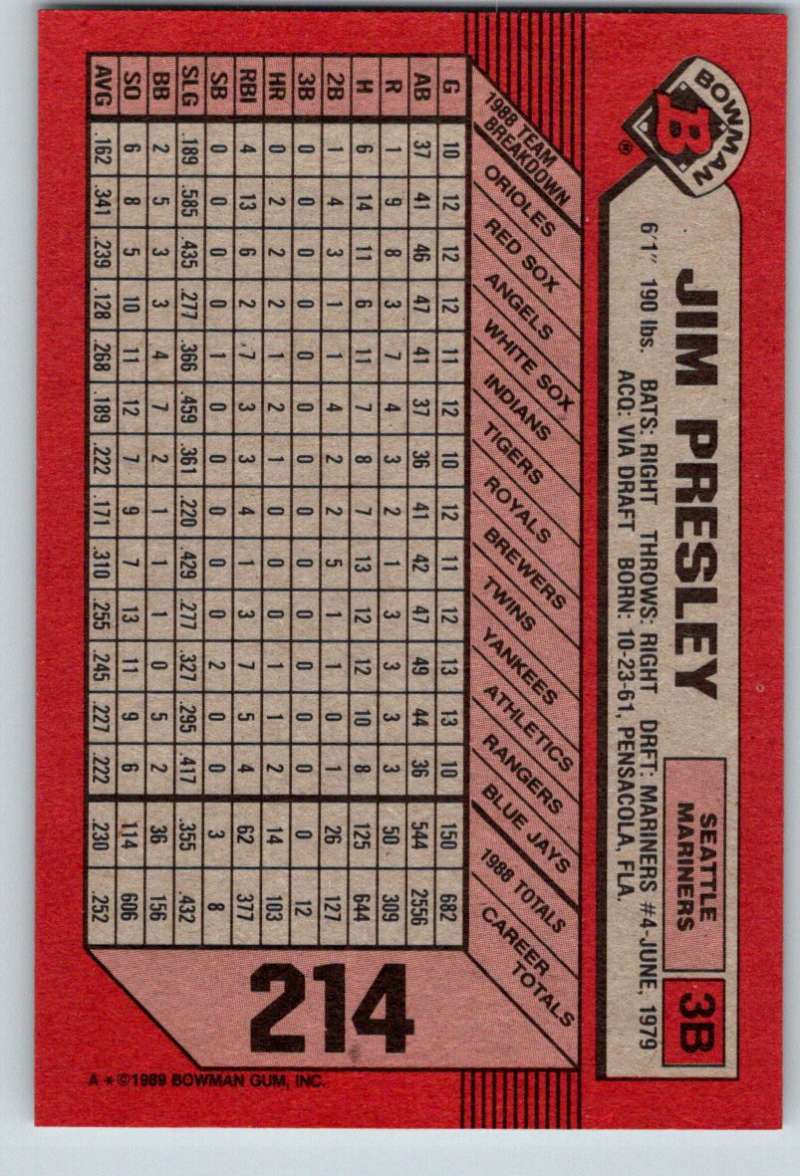 BOWMAN
B
®
JIM PRESLEY
SEATTLE
MARINERS
3B
6'1" 190 lbs. BATS: RIGHT THROWS: RIGHT DRFT: MARINERS #4-JUNE, 1979
ACQ: VIA DRAFT BORN: 10-23-61, PENSACOLA, FLA.
1988 TEAM
BREAKDOWN
ORIOLES
RED SOX
ANGELS
WHITE SOX
INDIANS
TIGERS
ROYALS
BREWERS
TWINS
YANKEES
ATHLETICS
RANGERS
BLUE JAYS
1988 TOTALS
CAREER
TOTALS
G 10 12 12 12 11 12 10 12 11 12 13 13 10 150 682
AB 37 41 46 47 41 37 36 41 42 47 49 44 36 544 2556
R 1 9 8 3 7 4 3 2 1 3 3 3 3 50 309
H 6 14 11 6 11 7 8 7 13 12 12 10 8 125 644
2B 1 4 3 1 1 4 2 2 5 1 1 0 1 26 127
3B 0 0 0 0 0 0 0 0 0 0 0 0 0 0 12
HR 0 2 2 2 1 2 1 0 0 0 1 1 2 14 103
RBI 4 13 6 2 7 3 3 4 1 3 7 5 4 62 377
SB 0 0 0 0 1 0 0 0 0 0 2 0 0 3 8
SLG .189 .585 .435 .277 .366 .459 .361 .220 .429 .277 .327 .295 .417 .355 .432
BB 2 5 3 3 4 7 2 1 1 1 0 5 2 36 156
SO 6 8 5 10 11 12 7 9 7 13 11 9 6 114 606
AVG .162 .341 .239 .128 .268 .189 .222 .171 .310 .255 .245 .227 .222 .230 .252
214
A * ©1989 BOWMAN GUM, INC.